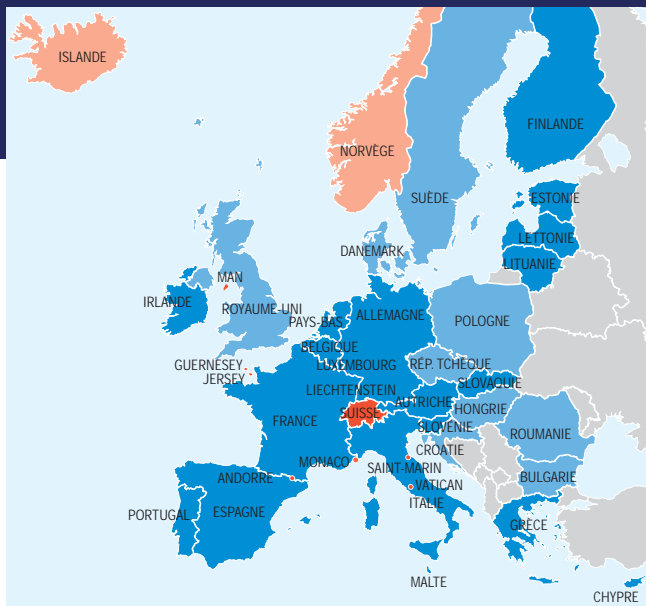 ISLANDE
FINLANDE
NORVÈGE
SUÈDE
ESTONIE
LETTONIE
LITUANIE
DANEMARK
MAN
IRLANDE
ROYAUME-UNI
PAYS-BAS
ALLEMAGNE
POLOGNE
BELGIQUE
GUERNESEY
LUXEMBOURG
RÉP. TCHÈQUE
JERSEY
SLOVAQUIE
LIECHTENSTEIN
AUTRICHE
SUISSE
HONGRIE
FRANCE
SLOVÉNIE
ROUMANIE
CROATIE
MONACO
SAINT-MARIN
ANDORRE
VATICAN
BULGARIE
ITALIE
PORTUGAL
ESPAGNE
GRÈCE
MALTE
CHYPRE